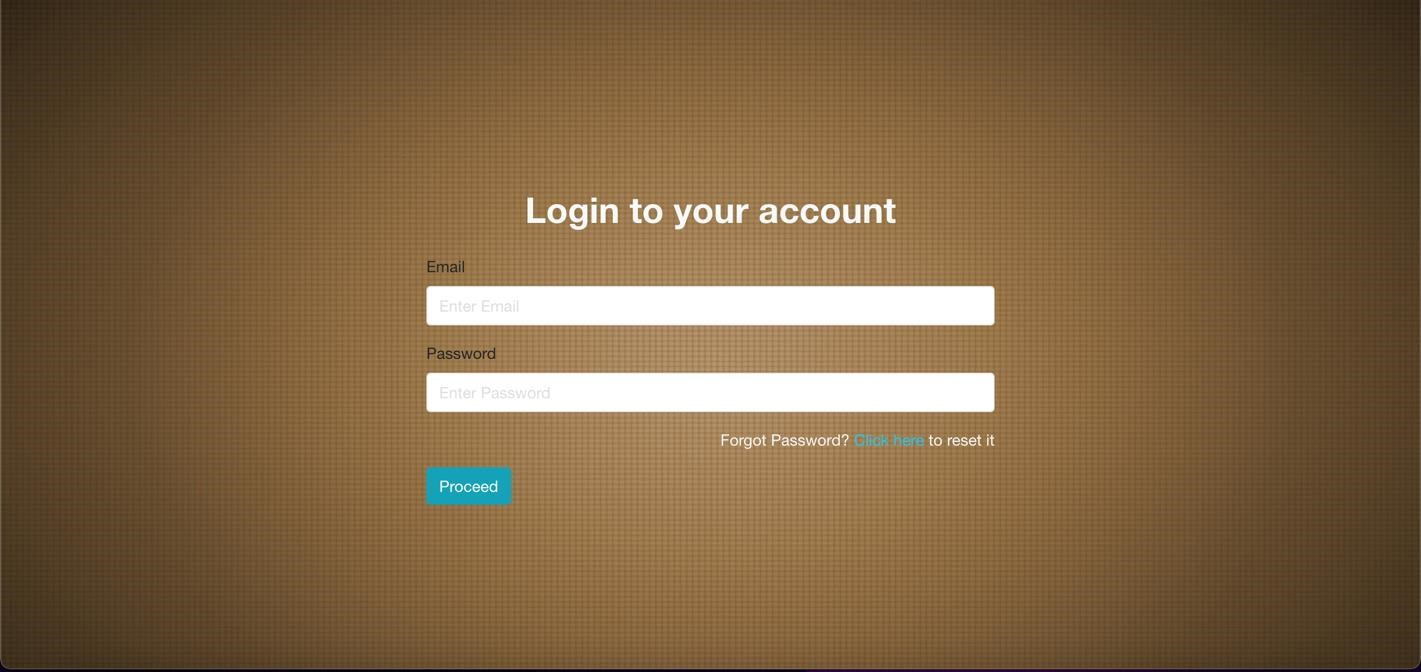 Login to your account
Email
Enter Email
Password
Enter Password
Forgot Password? Click here to reset it
Proceed